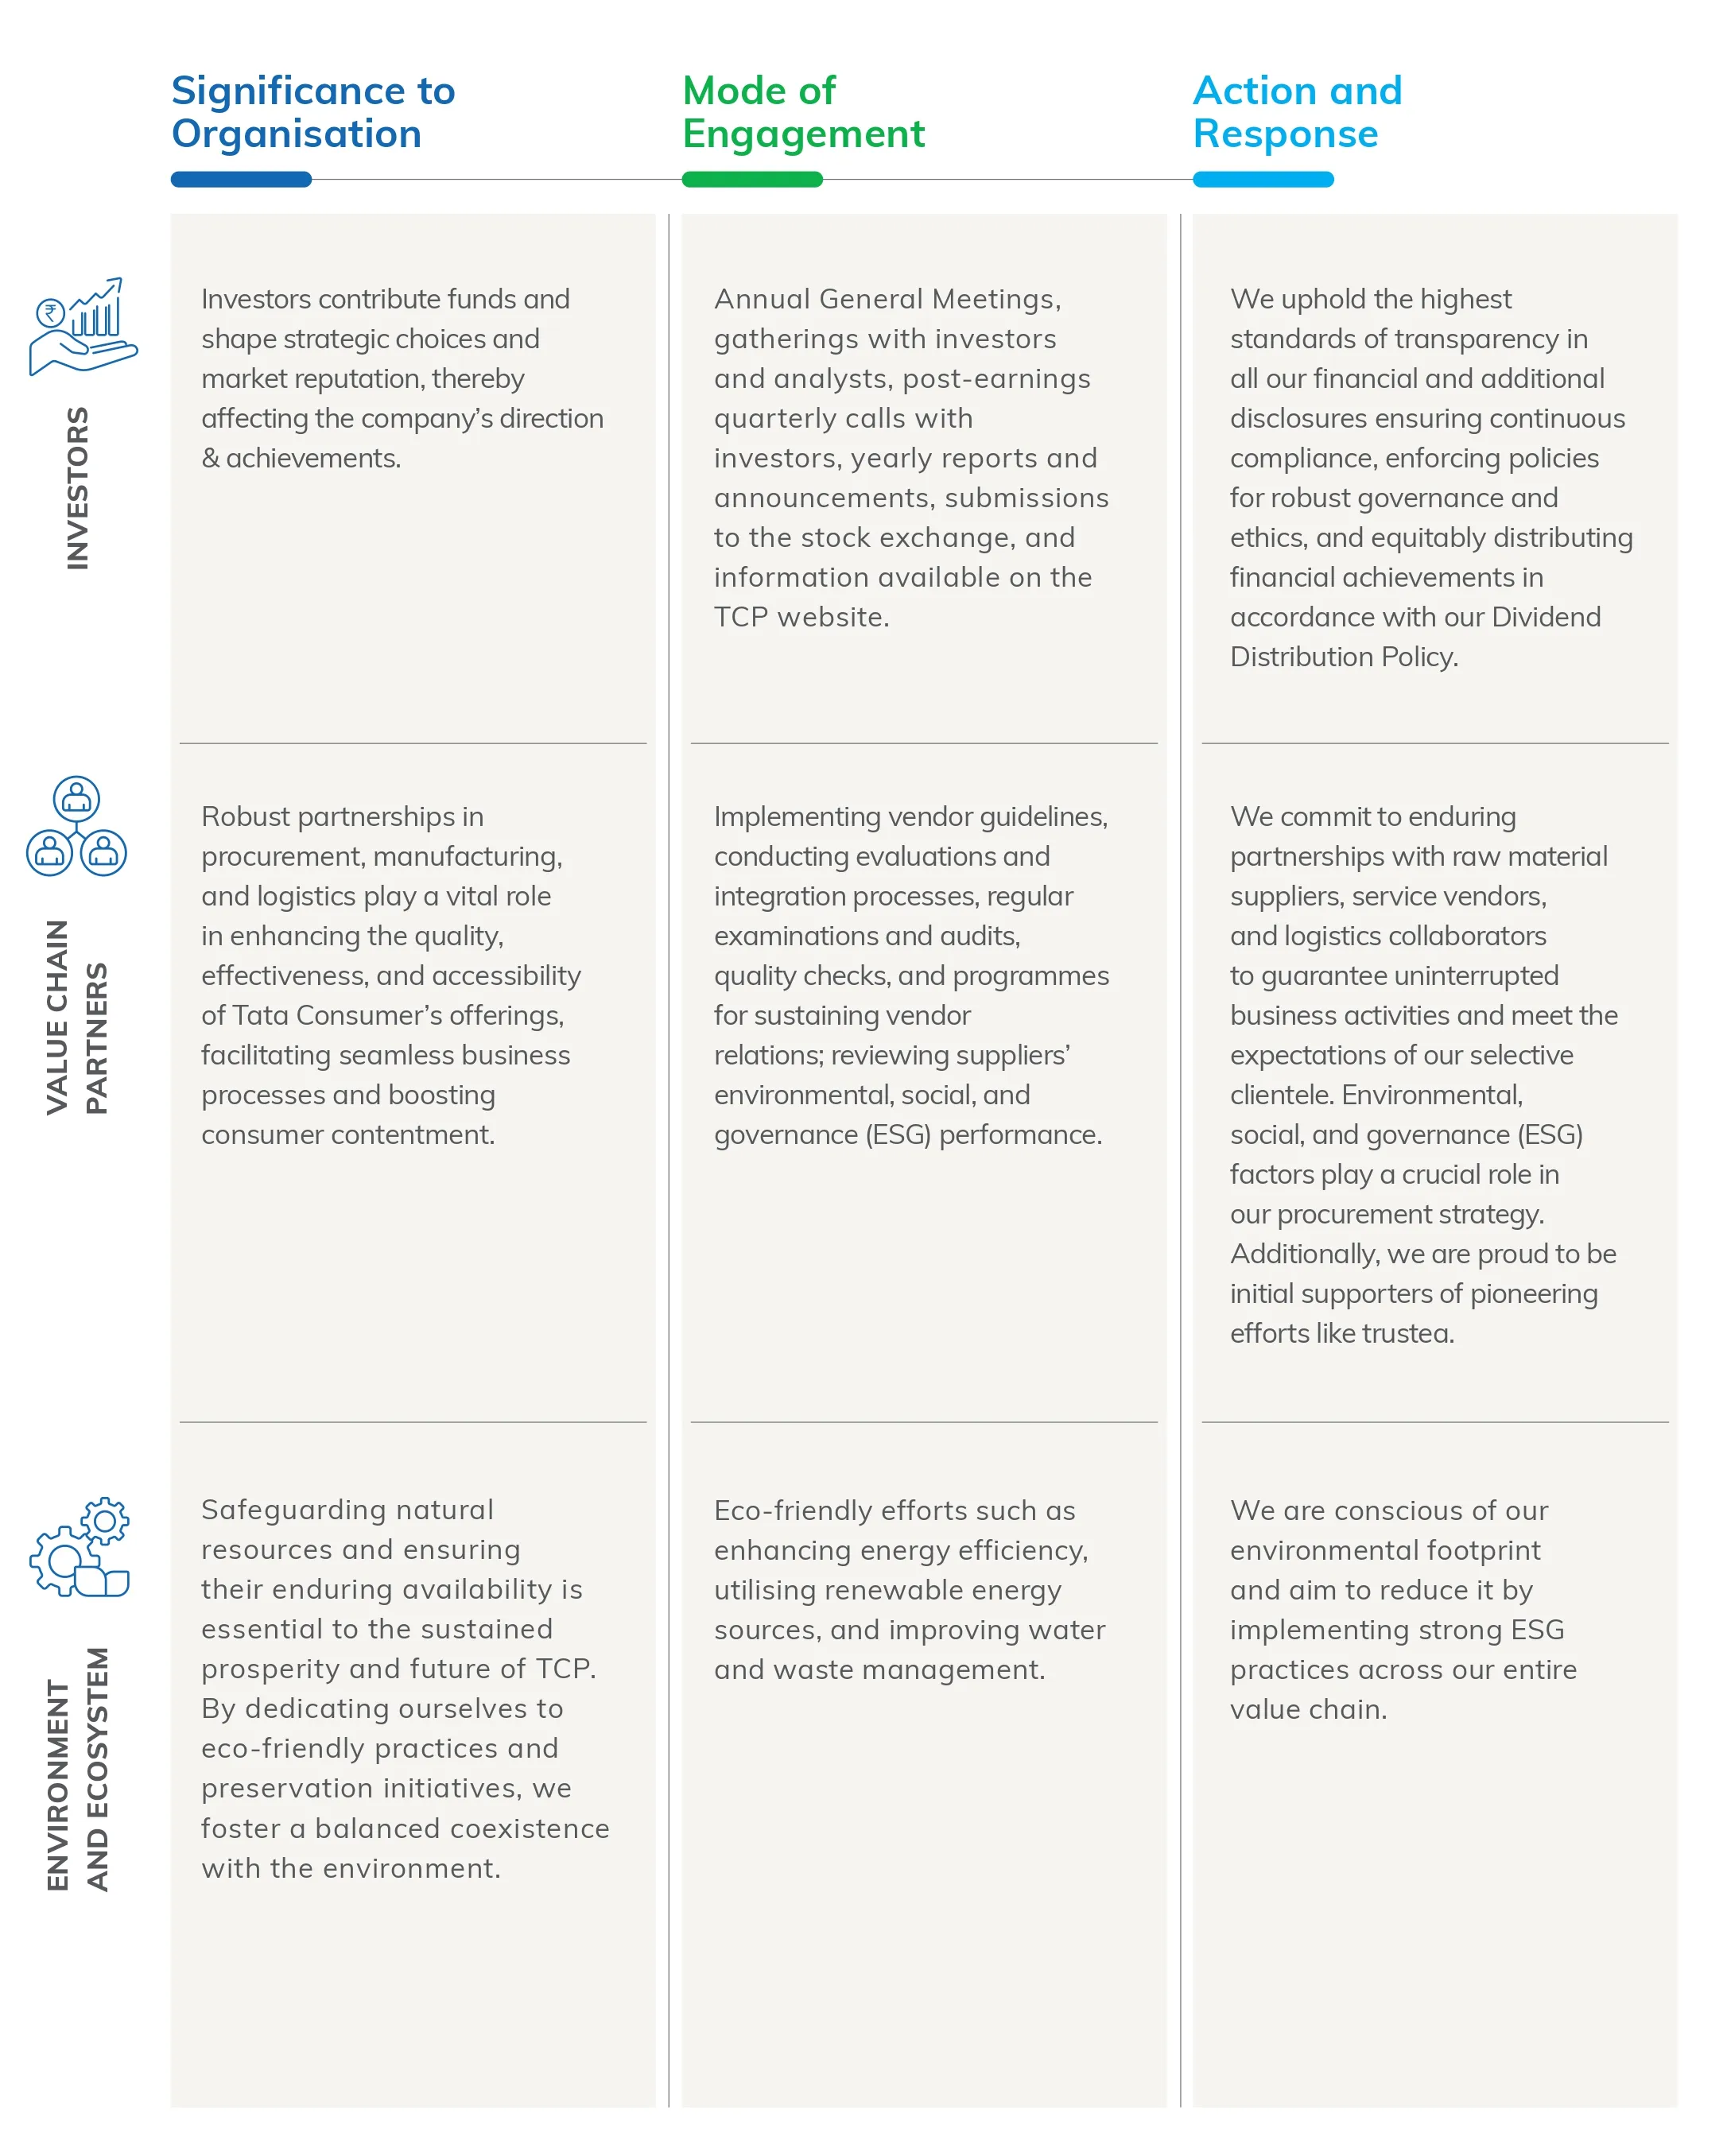 Significance to
Organisation
Mode of
Engagement
Action and
Response
₹
INVESTORS
Investors contribute funds and
shape strategic choices and
market reputation, thereby
affecting the company’s direction
& achievements.
Annual General Meetings,
gatherings with investors
and analysts, post-earnings
quarterly calls with
investors, yearly reports and
announcements, submissions
to the stock exchange, and
information available on the
TCP website.
We uphold the highest
standards of transparency in
all our financial and additional
disclosures ensuring continuous
compliance, enforcing policies
for robust governance and
ethics, and equitably distributing
financial achievements in
accordance with our Dividend
Distribution Policy.
VALUE CHAIN
PARTNERS
Robust partnerships in
procurement, manufacturing,
and logistics play a vital role
in enhancing the quality,
effectiveness, and accessibility
of Tata Consumer’s offerings,
facilitating seamless business
processes and boosting
consumer contentment.
Implementing vendor guidelines,
conducting evaluations and
integration processes, regular
examinations and audits,
quality checks, and programmes
for sustaining vendor
relations; reviewing suppliers’
environmental, social, and
governance (ESG) performance.
We commit to enduring
partnerships with raw material
suppliers, service vendors,
and logistics collaborators
to guarantee uninterrupted
business activities and meet the
expectations of our selective
clientele. Environmental,
social, and governance (ESG)
factors play a crucial role in
our procurement strategy.
Additionally, we are proud to be
initial supporters of pioneering
efforts like trustea.
ENVIRONMENT
AND ECOSYSTEM
Safeguarding natural
resources and ensuring
their enduring availability is
essential to the sustained
prosperity and future of TCP.
By dedicating ourselves to
eco-friendly practices and
preservation initiatives, we
foster a balanced coexistence
with the environment.
Eco-friendly efforts such as
enhancing energy efficiency,
utilising renewable energy
sources, and improving water
and waste management.
We are conscious of our
environmental footprint
and aim to reduce it by
implementing strong ESG
practices across our entire
value chain.